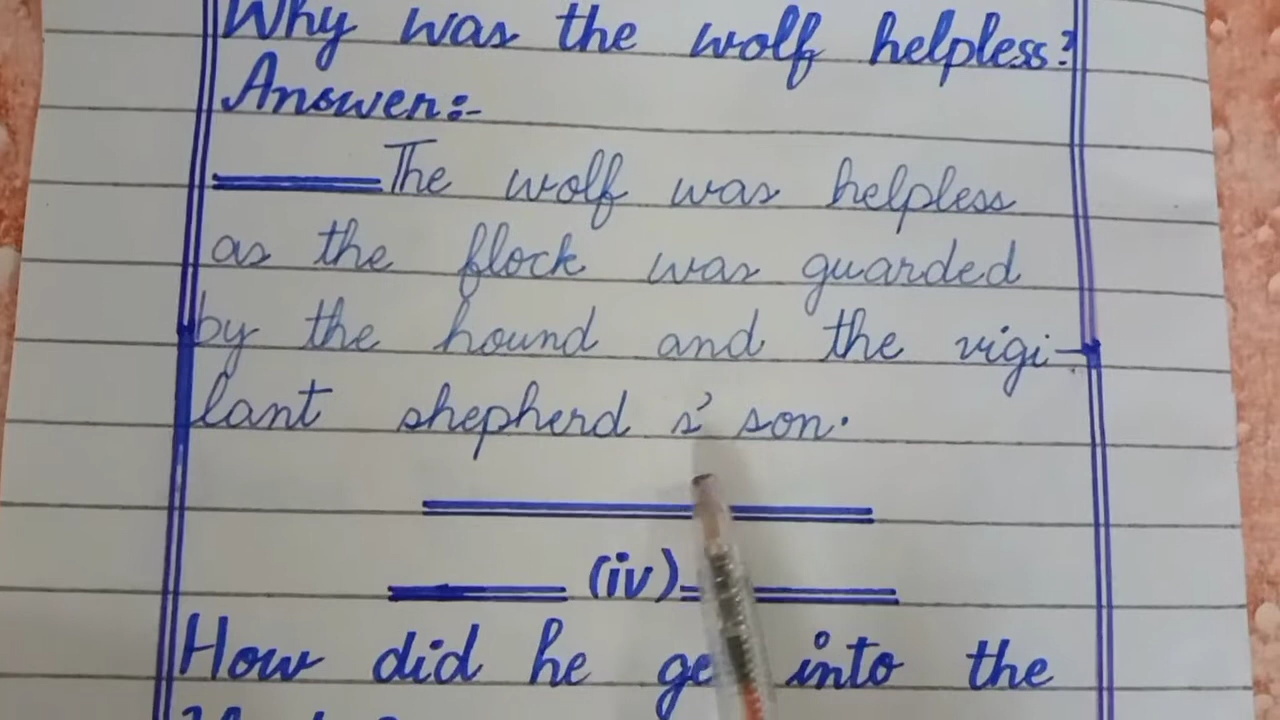 Why was the wolf helpless?
Answer:-
The wolf was helpless
as the flock was guarded
by the hound and the vigi-
lant shepherd s' son.
(iv)
How did he into the